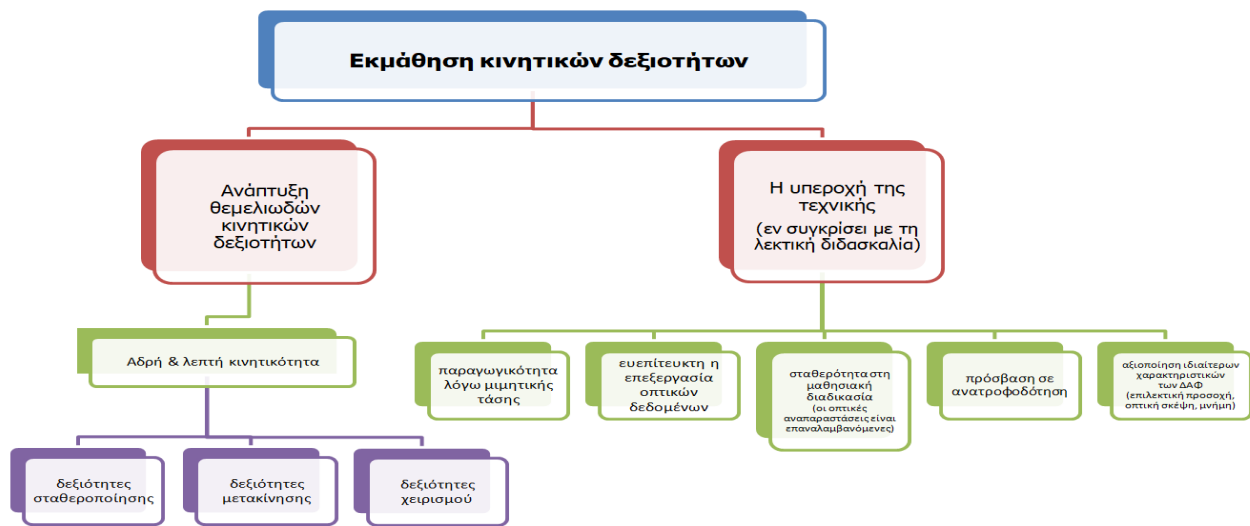 Εκμάθηση κινητικών δεξιοτήτων
Ανάπτυξη
θεμελιωδών
κινητικών
δεξιοτήτων
Η υπεροχή της
τεχνικής
(εν συγκρίσει με τη
λεκτική διδασκαλία)
Αδρή & λεπτή κινητικότητα
παραγωγικότητα
λόγω μιμητικής
τάσης
ευεπίτευκτη η
επεξεργασία
οπτικών
δεδομένων
σταθερότητα στη
μαθησιακή
διαδικασία
(οι οπτικές
αναπαραστάσεις είναι
επαναλαμβανόμενες)
πρόσβαση σε
ανατροφοδότηση
αξιοποίηση ιδιαίτερων
χαρακτηριστικών
των ΔΑΦ
(επιλεκτική προσοχή,
οπτική σκέψη, μνήμη)
δεξιότητες
σταθεροποίησης
δεξιότητες
μετακίνησης
δεξιότητες
χειρισμού